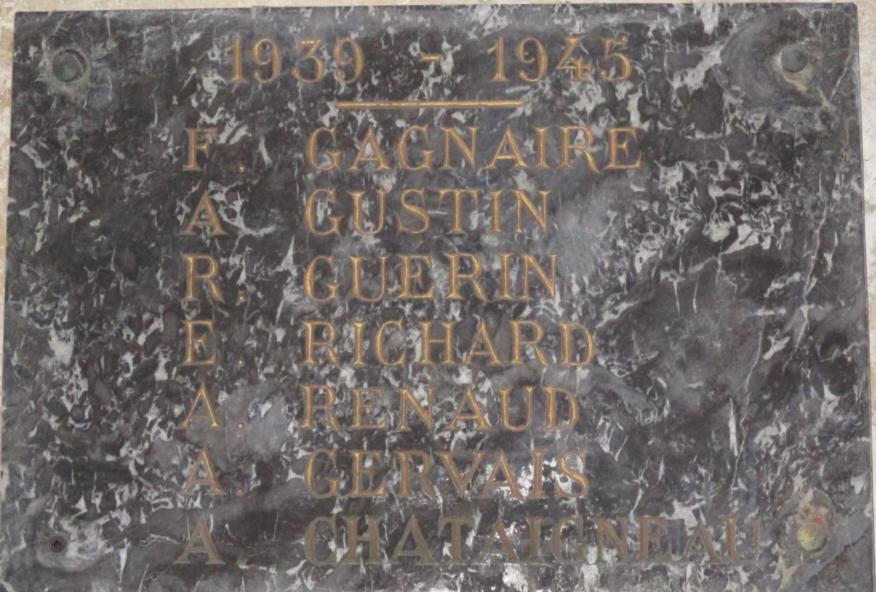 1939 - 1945
F. GAGNAIRE
A. GUSTIN
R. GUERIN
E. RICHARD
A. RENAUD
A. GERVAIS
A. CHATAIGNEAU